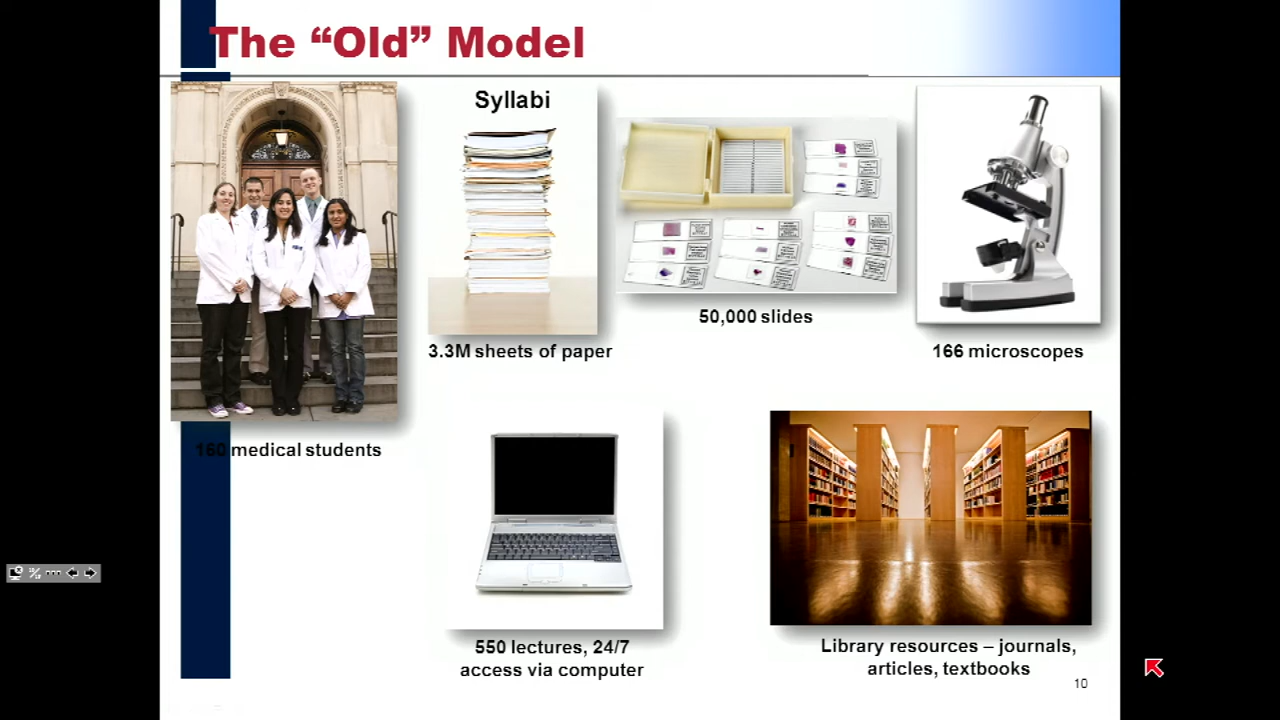 The “Old” Model
Syllabi
3.3M sheets of paper
50,000 slides
166 microscopes
160 medical students
550 lectures, 24/7
access via computer
Library resources – journals,
articles, textbooks
10